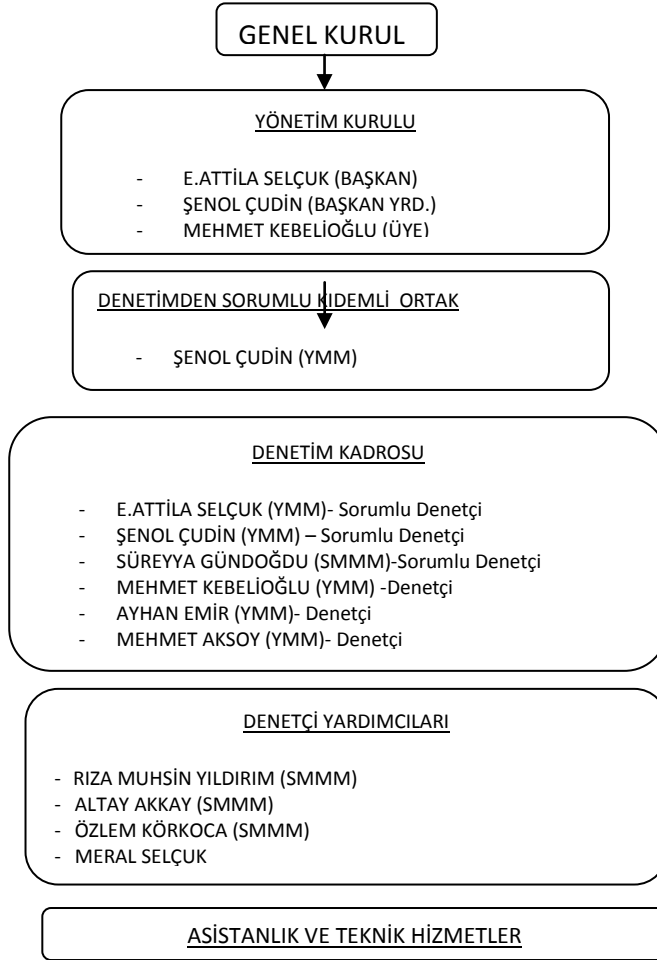 GENEL KURUL
YÖNETİM KURULU
- E.ATTİLA SELÇUK (BAŞKAN)
- ŞENOL ÇUDİN (BAŞKAN YRD.)
- MEHMET KEBELİOĞLU (ÜYE)
DENETİMDEN SORUMLU KIDEMLİ ORTAK
- ŞENOL ÇUDİN (YMM)
DENETİM KADROSU
- E.ATTİLA SELÇUK (YMM)- Sorumlu Denetçi
- ŞENOL ÇUDİN (YMM) – Sorumlu Denetçi
- SÜREYYA GÜNDOĞDU (SMMM)-Sorumlu Denetçi
- MEHMET KEBELİOĞLU (YMM) -Denetçi
- AYHAN EMİR (YMM)- Denetçi
- MEHMET AKSOY (YMM)- Denetçi
DENETÇİ YARDIMCILARI
- RIZA MUHSİN YILDIRIM (SMMM)
- ALTAY AKKAY (SMMM)
- ÖZLEM KÖRKOCA (SMMM)
- MERAL SELÇUK
ASİSTANLIK VE TEKNİK HİZMETLER